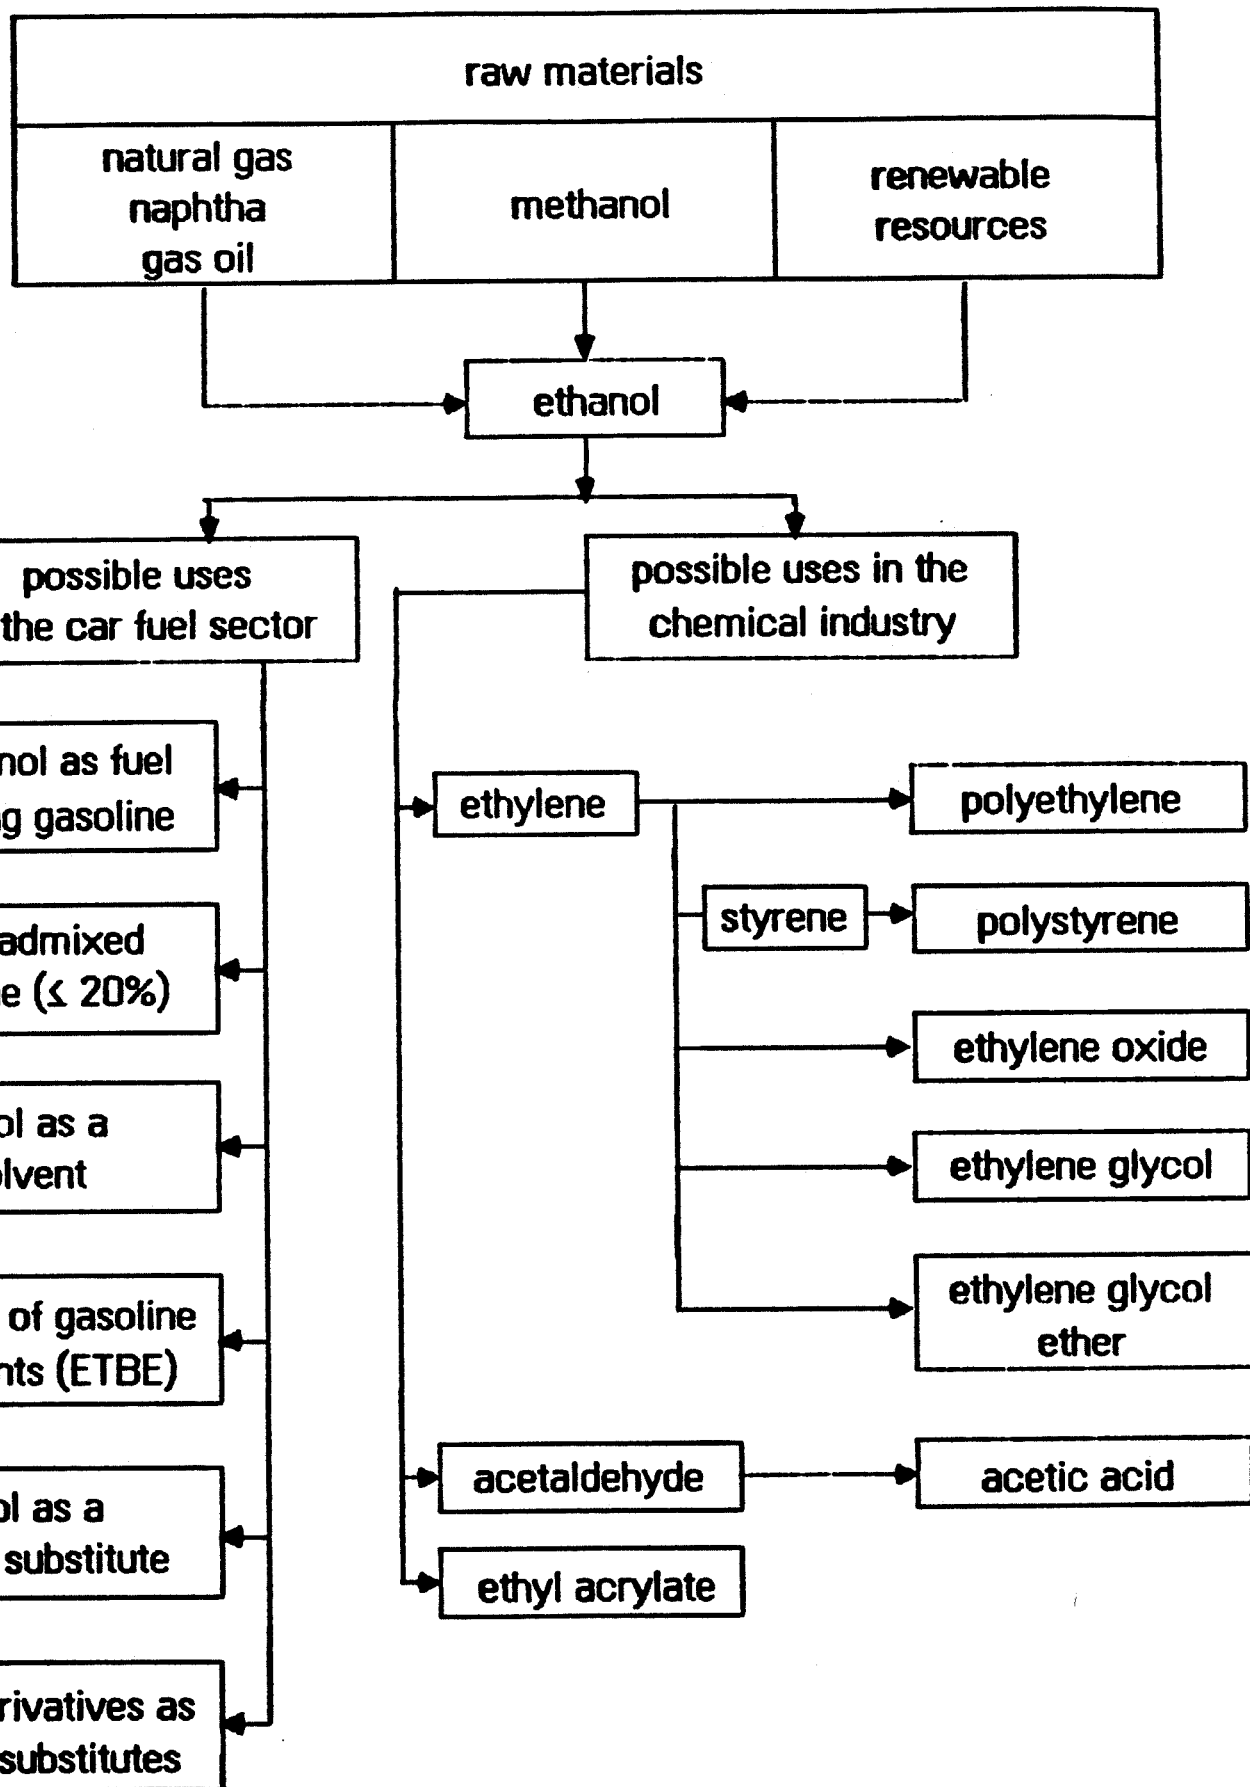 raw materials
natural gas
naphtha
gas oil
methanol
renewable
resources
ethanol
possible uses
the car fuel sector
possible uses in the
chemical industry
nol as fuel
g gasoline
admixed
e (≤ 20%)
ol as a
lvent
of gasoline
nts (ETBE)
ol as a
substitute
rivatives as
substitutes
ethylene
polyethylene
styrene
polystyrene
ethylene oxide
ethylene glycol
ethylene glycol
ether
acetaldehyde
acetic acid
ethyl acrylate